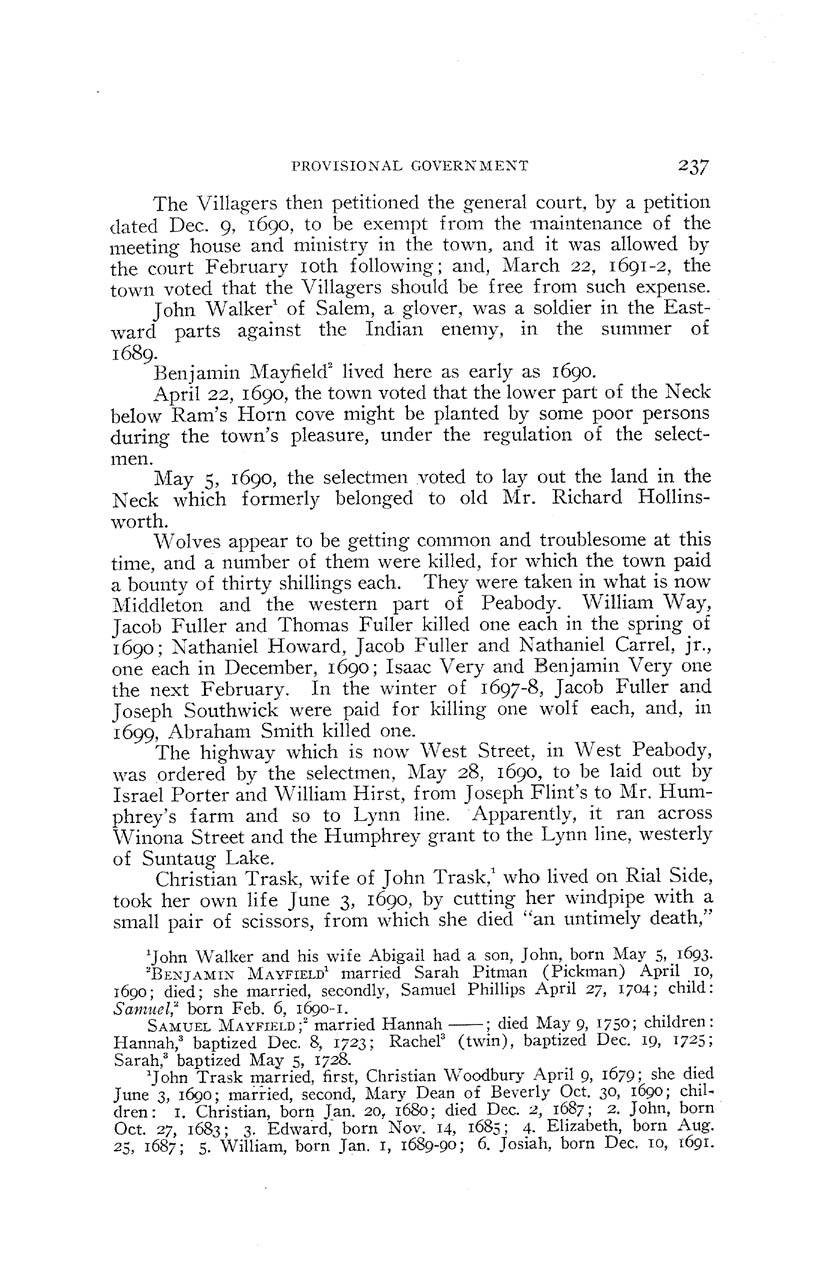 PROVISIONAL GOVERNMENT 237
The Villagers then petitioned the general court, by a petition
dated Dec. 9, 1690, to be exempt from the maintenance of the
meeting house and ministry in the town, and it was allowed by
the court February 10th following; and, March 22, 1691-2, the
town voted that the Villagers should be free from such expense.
John Walker¹ of Salem, a glover, was a soldier in the East-
ward parts against the Indian enemy, in the summer of
1689.
Benjamin Mayfield² lived here as early as 1690.
April 22, 1690, the town voted that the lower part of the Neck
below Ram's Horn cove might be planted by some poor persons
during the town's pleasure, under the regulation of the select-
men.
May 5, 1690, the selectmen voted to lay out the land in the
Neck which formerly belonged to old Mr. Richard Hollins-
worth.
Wolves appear to be getting common and troublesome at this
time, and a number of them were killed, for which the town paid
a bounty of thirty shillings each. They were taken in what is now
Middleton and the western part of Peabody. William Way,
Jacob Fuller and Thomas Fuller killed one each in the spring of
1690; Nathaniel Howard, Jacob Fuller and Nathaniel Carrel, jr.,
one each in December, 1690; Isaac Very and Benjamin Very one
the next February. In the winter of 1697-8, Jacob Fuller and
Joseph Southwick were paid for killing one wolf each, and, in
1699, Abraham Smith killed one.
The highway which is now West Street, in West Peabody,
was ordered by the selectmen, May 28, 1690, to be laid out by
Israel Porter and William Hirst, from Joseph Flint's to Mr. Hum-
phrey's farm and so to Lynn line. Apparently, it ran across
Winona Street and the Humphrey grant to the Lynn line, westerly
of Suntaug Lake.
Christian Trask, wife of John Trask,¹ who lived on Rial Side,
took her own life June 3, 1690, by cutting her windpipe with a
small pair of scissors, from which she died "an untimely death,"
¹John Walker and his wife Abigail had a son, John, born May 5, 1693.
²BENJAMIN MAYFIELD¹ married Sarah Pitman (Pickman) April 10,
1690; died; she married, secondly, Samuel Phillips April 27, 1704; child:
Samuel,² born Feb. 6, 1690-1.
SAMUEL MAYFIELD;² married Hannah ——; died May 9, 1750; children:
Hannah,³ baptized Dec. 8, 1723; Rachel³ (twin), baptized Dec. 19, 1725;
Sarah,³ baptized May 5, 1728.
¹John Trask married, first, Christian Woodbury April 9, 1679; she died
June 3, 1690; married, second, Mary Dean of Beverly Oct. 30, 1690; chil-
dren: 1. Christian, born Jan. 20, 1680; died Dec. 2, 1687; 2. John, born
Oct. 27, 1683; 3. Edward, born Nov. 14, 1685; 4. Elizabeth, born Aug.
25, 1687; 5. William, born Jan. 1, 1689-90; 6. Josiah, born Dec. 10, 1691.